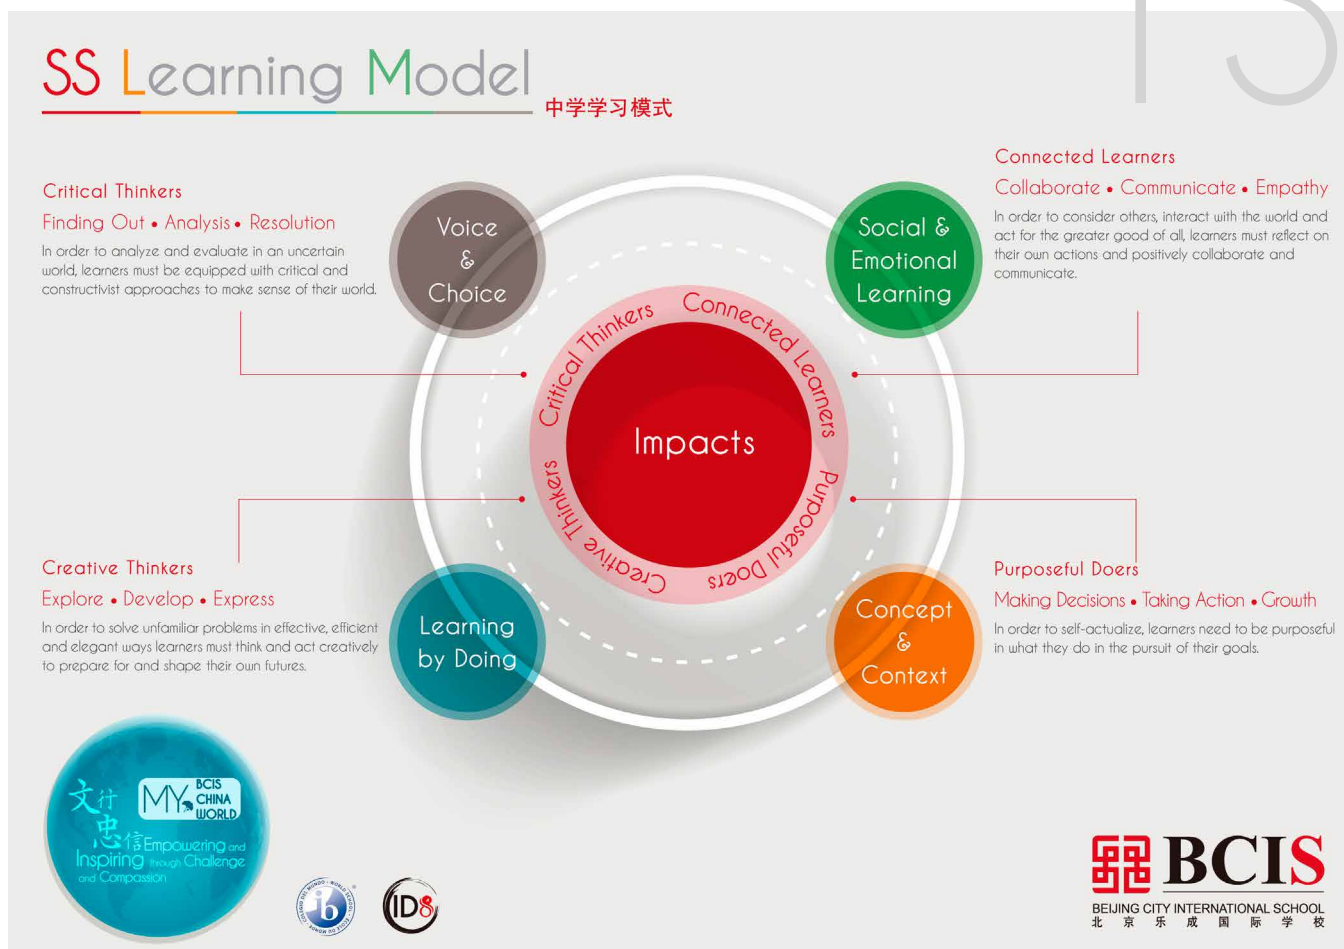 SS Learning Model
中学学习模式
Critical Thinkers
Finding Out • Analysis • Resolution
In order to analyze and evaluate in an uncertain
world, learners must be equipped with critical and
constructivist approaches to make sense of their world.
Connected Learners
Collaborate • Communicate • Empathy
In order to consider others, interact with the world and
act for the greater good of all, learners must reflect on
their own actions and positively collaborate and
communicate.
Voice
&
Choice
Social &
Emotional
Learning
Critical Thinkers
Connected Learners
Impacts
Creative Thinkers
Purposeful Doers
Creative Thinkers
Explore • Develop • Express
In order to solve unfamiliar problems in effective, efficient
and elegant ways learners must think and act creatively
to prepare for and shape their own futures.
Learning
by Doing
Concept
&
Context
Purposeful Doers
Making Decisions • Taking Action • Growth
In order to self-actualize, learners need to be purposeful
in what they do in the pursuit of their goals.
文行
忠信
MY
BCIS
CHINA
WORLD
Empowering and
Inspiring through Challenge
and Compassion
ib
ID8
BCIS
BEIJING CITY INTERNATIONAL SCHOOL
北京乐成国际学校